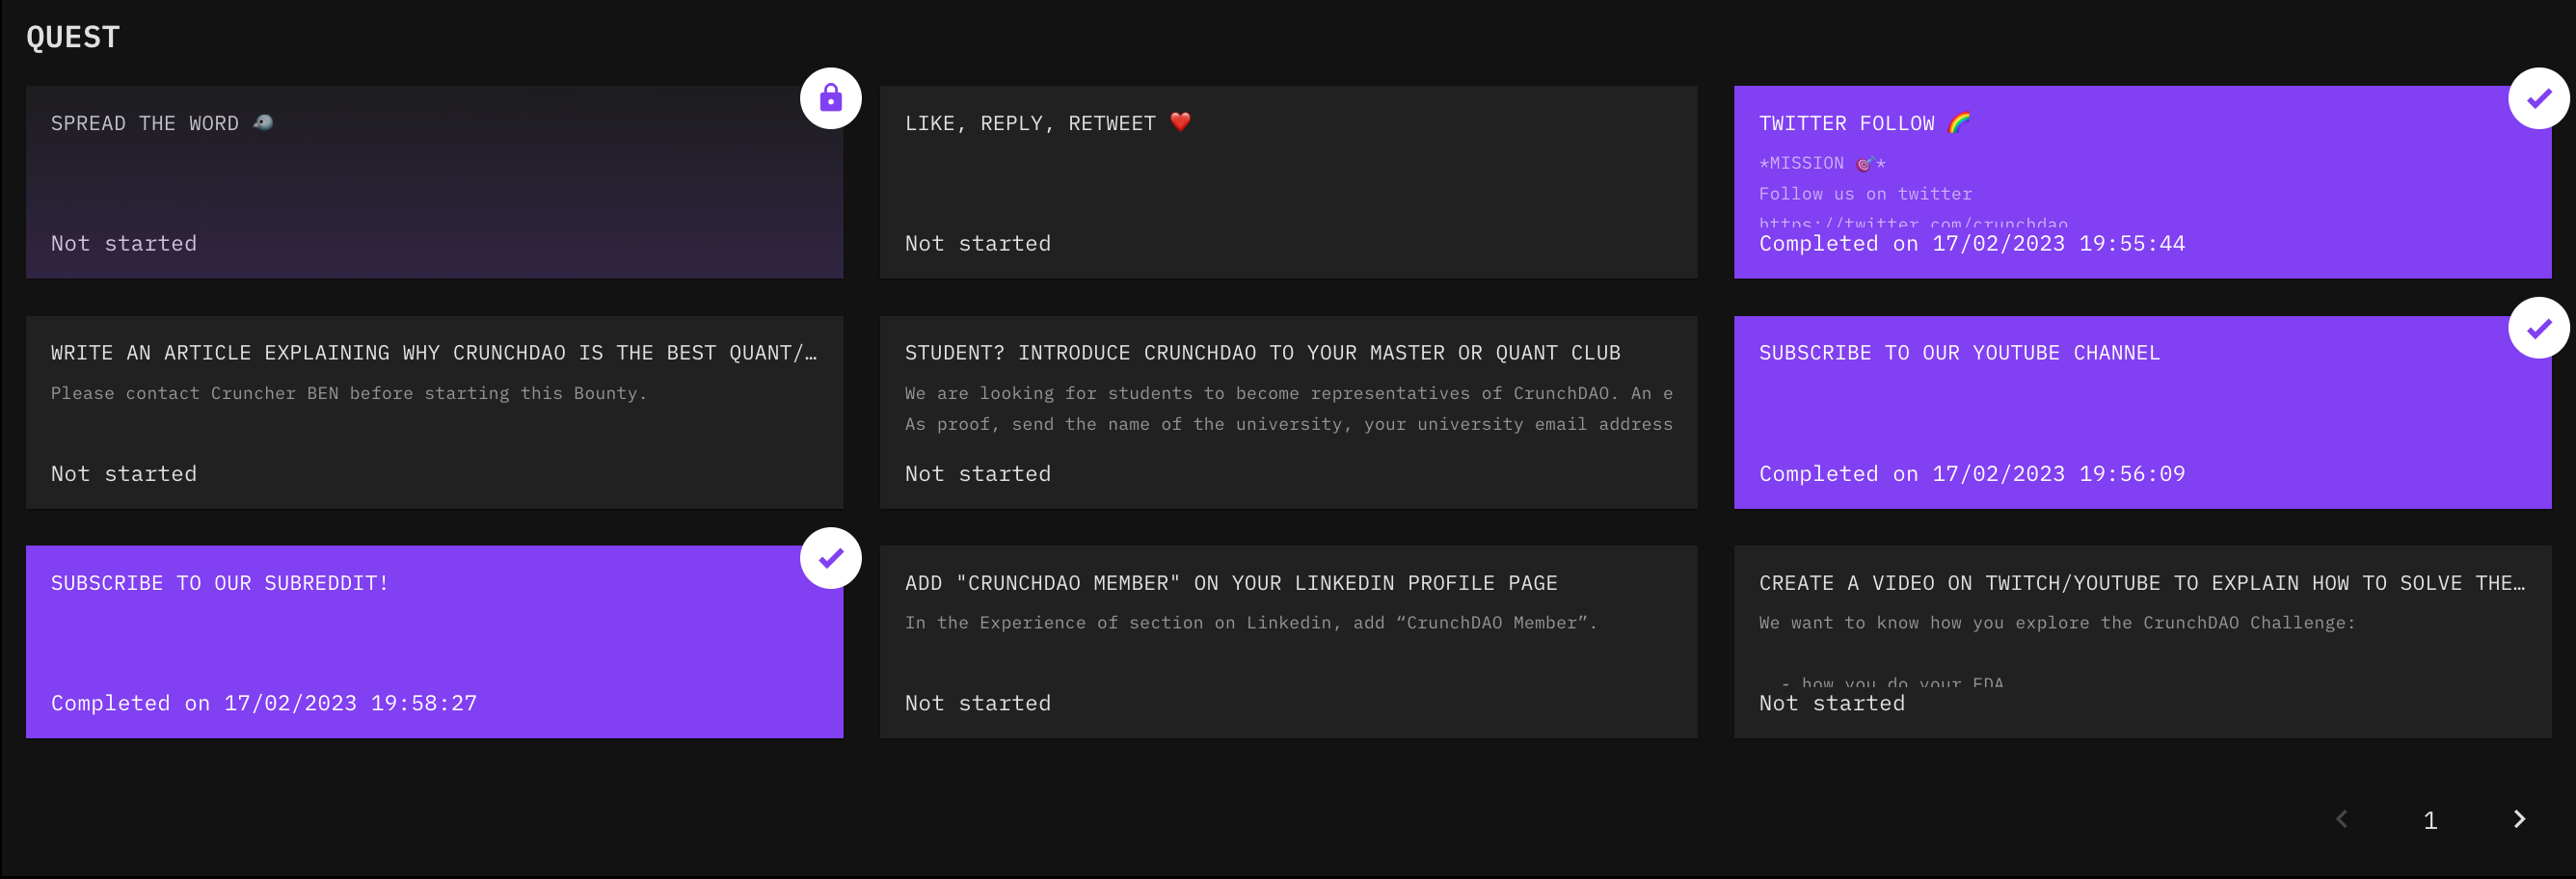 QUEST
SPREAD THE WORD
Not started
LIKE, REPLY, RETWEET ❤️
Not started
TWITTER FOLLOW 🌈
*MISSION 🎯*
Follow us on twitter
https://twitter.com/crunchdao
Completed on 17/02/2023 19:55:44
WRITE AN ARTICLE EXPLAINING WHY CRUNCHDAO IS THE BEST QUANT/…
Please contact Cruncher BEN before starting this Bounty.
Not started
STUDENT? INTRODUCE CRUNCHDAO TO YOUR MASTER OR QUANT CLUB
We are looking for students to become representatives of CrunchDAO. An e
As proof, send the name of the university, your university email address
Not started
SUBSCRIBE TO OUR YOUTUBE CHANNEL
Completed on 17/02/2023 19:56:09
SUBSCRIBE TO OUR SUBREDDIT!
Completed on 17/02/2023 19:58:27
ADD "CRUNCHDAO MEMBER" ON YOUR LINKEDIN PROFILE PAGE
In the Experience of section on Linkedin, add “CrunchDAO Member”.
Not started
CREATE A VIDEO ON TWITCH/YOUTUBE TO EXPLAIN HOW TO SOLVE THE…
We want to know how you explore the CrunchDAO Challenge:
- how you do your EDA
Not started
1